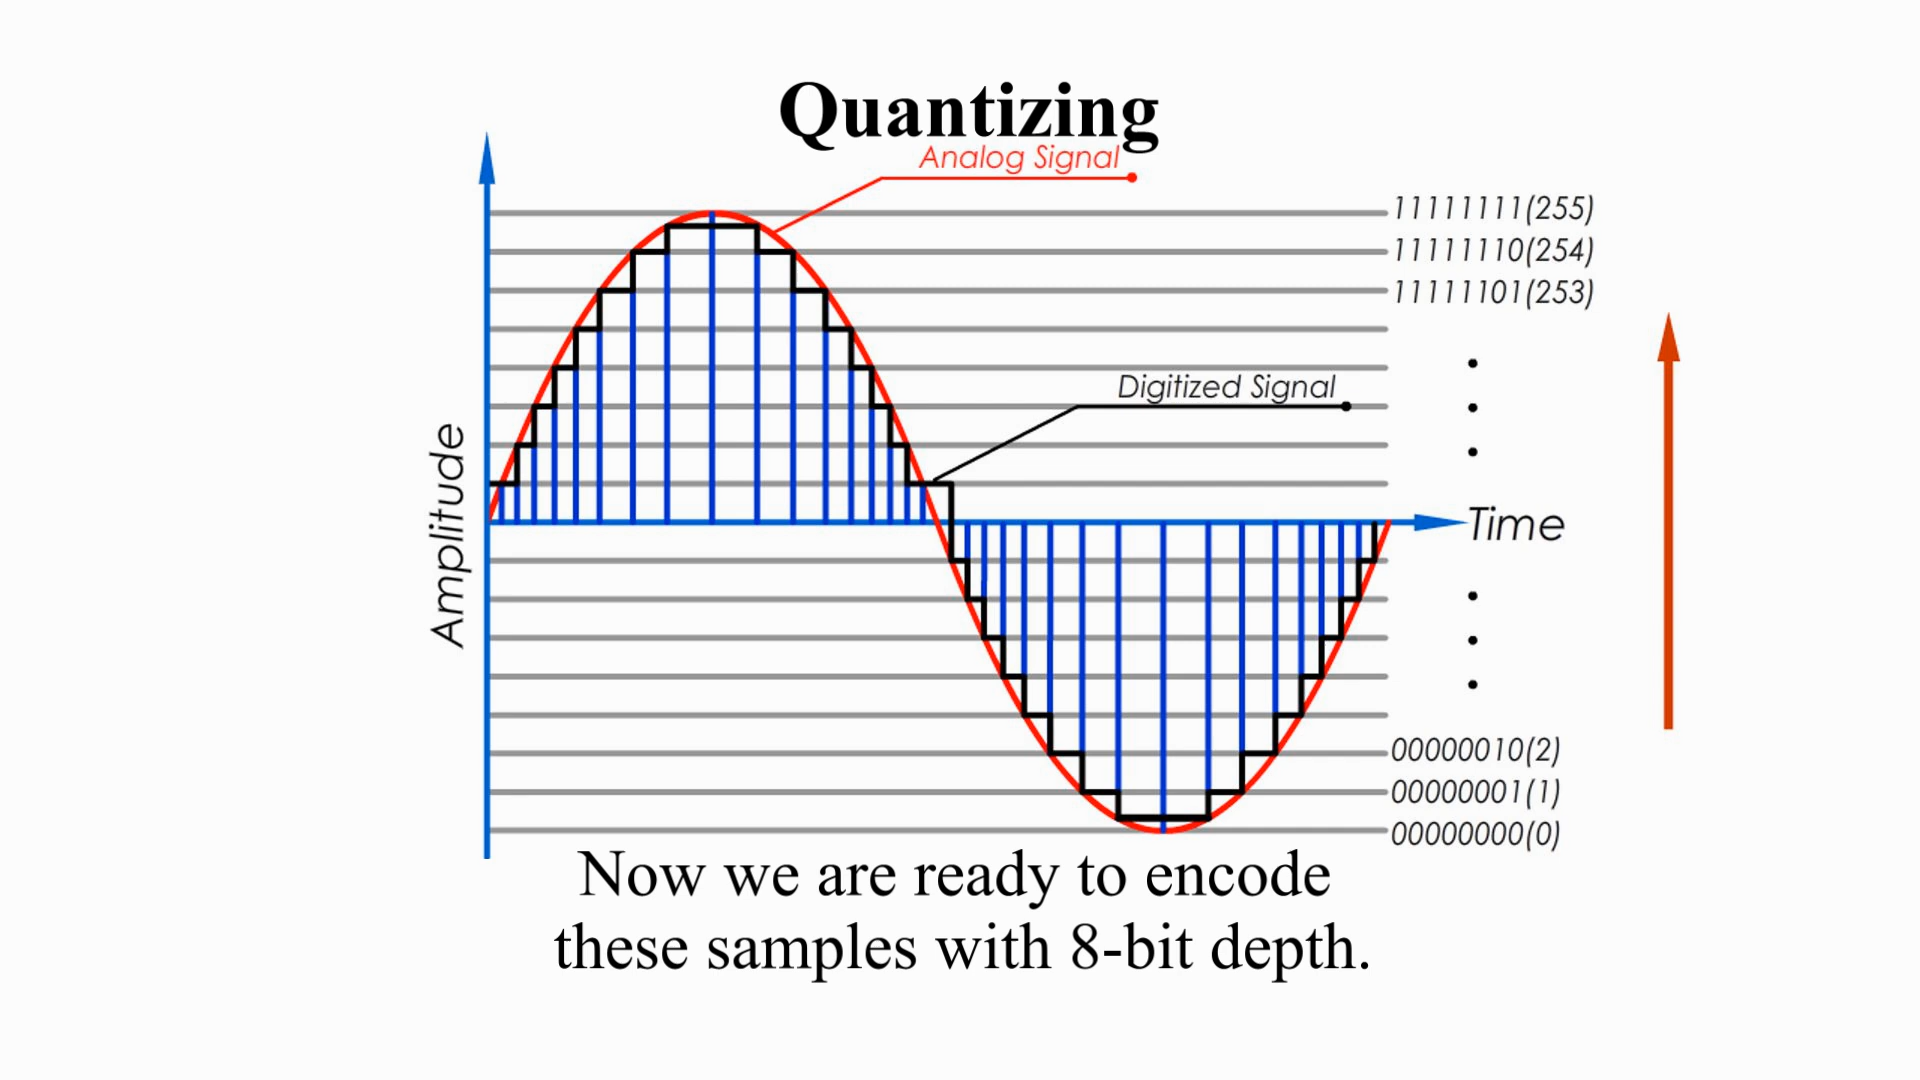 Quantizing
Analog Signal
11111111(255)
11111110(254)
11111101(253)
Digitized Signal
Amplitude
Time
00000010(2)
00000001(1)
00000000(0)
Now we are ready to encode
these samples with 8-bit depth.